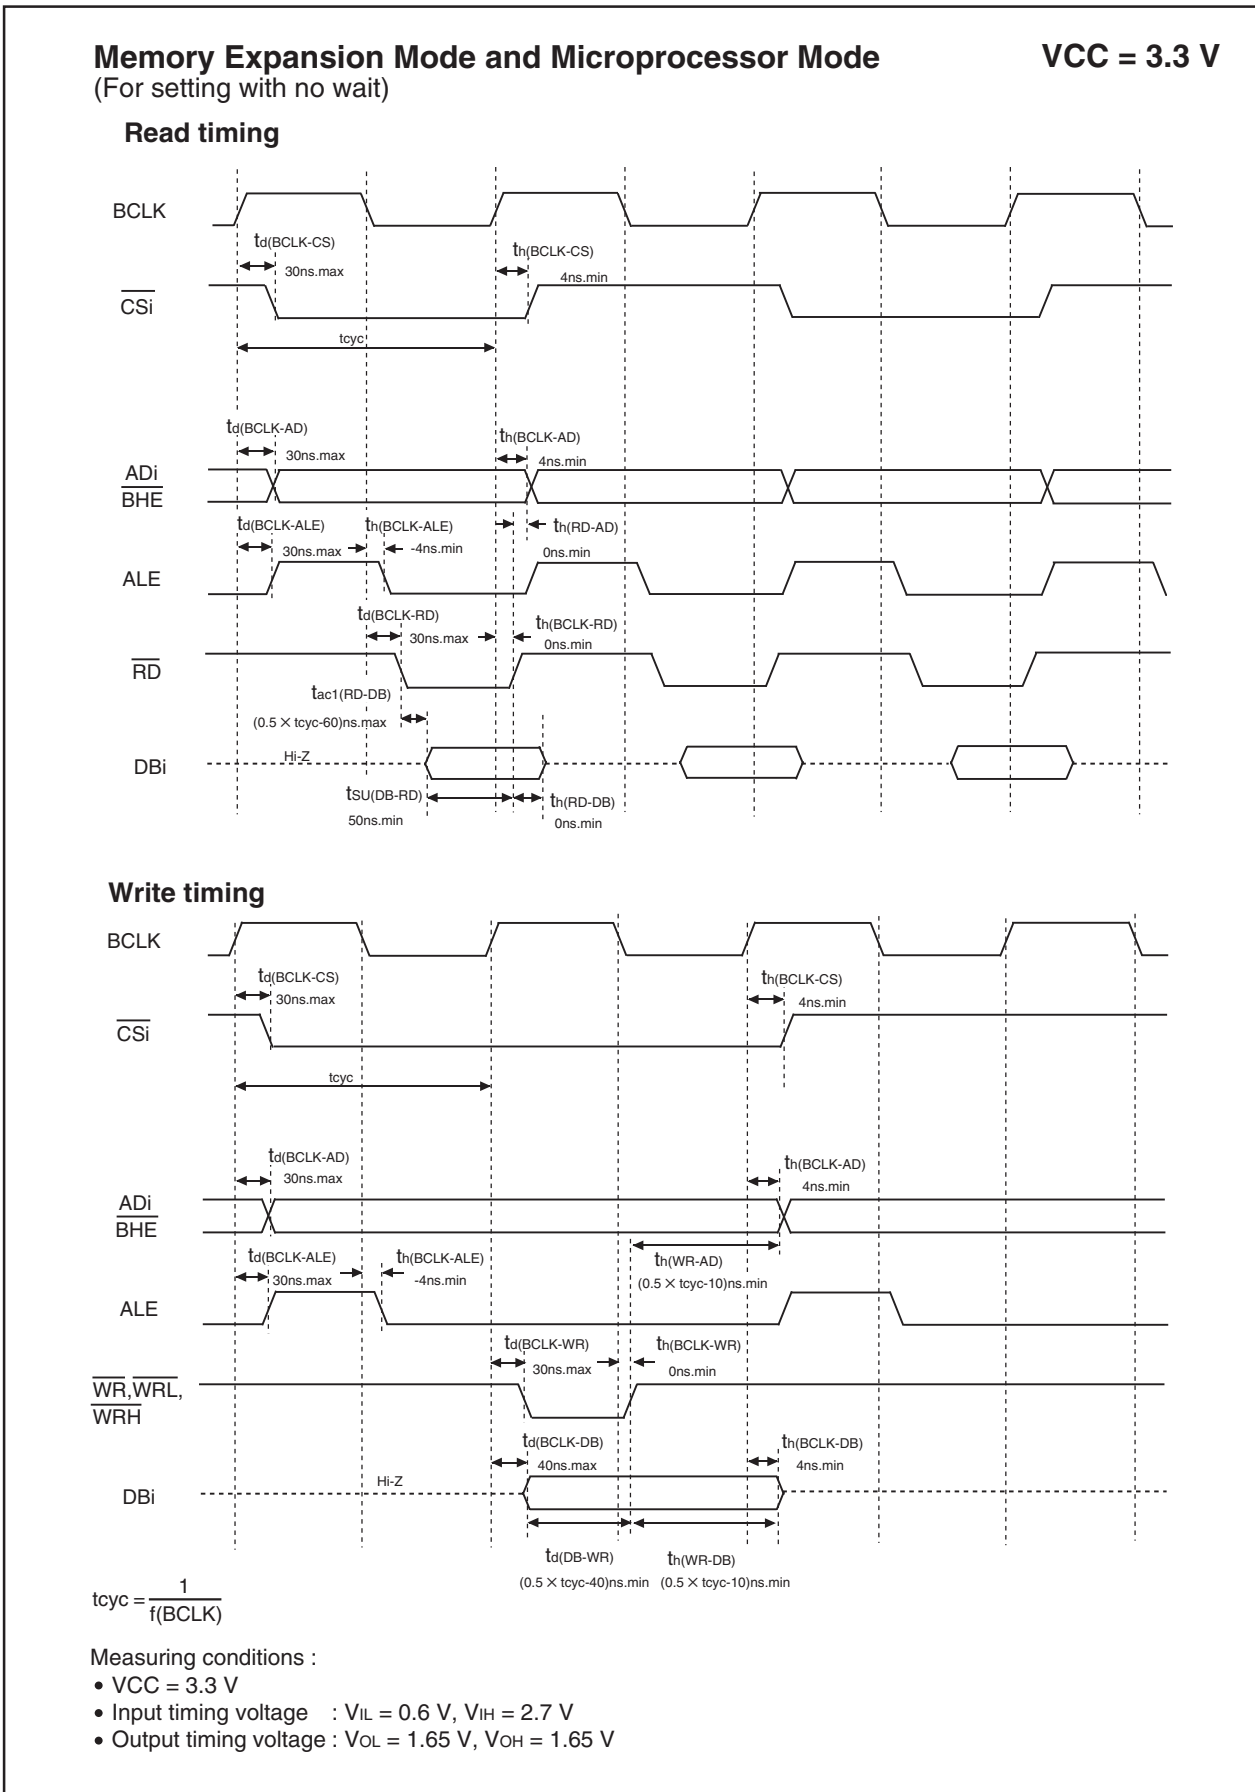 Memory Expansion Mode and Microprocessor Mode VCC = 3.3 V
(For setting with no wait)
Read timing
BCLK
td(BCLK-CS)
30ns.max
th(BCLK-CS)
4ns.min
CSi
tcyc
td(BCLK-AD)
30ns.max
th(BCLK-AD)
4ns.min
ADi
BHE
td(BCLK-ALE)
30ns.max
th(BCLK-ALE)
-4ns.min
th(RD-AD)
0ns.min
ALE
td(BCLK-RD)
30ns.max
th(BCLK-RD)
0ns.min
RD
tac1(RD-DB)
(0.5 × tcyc-60)ns.max
Hi-Z
DBi
tSU(DB-RD)
50ns.min
th(RD-DB)
0ns.min
Write timing
BCLK
td(BCLK-CS)
30ns.max
th(BCLK-CS)
4ns.min
CSi
tcyc
td(BCLK-AD)
30ns.max
th(BCLK-AD)
4ns.min
ADi
BHE
td(BCLK-ALE)
30ns.max
th(BCLK-ALE)
-4ns.min
th(WR-AD)
(0.5 × tcyc-10)ns.min
ALE
td(BCLK-WR)
30ns.max
th(BCLK-WR)
0ns.min
WR,WRL,
WRH
td(BCLK-DB)
40ns.max
th(BCLK-DB)
4ns.min
Hi-Z
DBi
td(DB-WR)
(0.5 × tcyc-40)ns.min
th(WR-DB)
(0.5 × tcyc-10)ns.min
tcyc = 1
f(BCLK)
Measuring conditions :
• VCC = 3.3 V
• Input timing voltage : VIL = 0.6 V, VIH = 2.7 V
• Output timing voltage : VOL = 1.65 V, VOH = 1.65 V